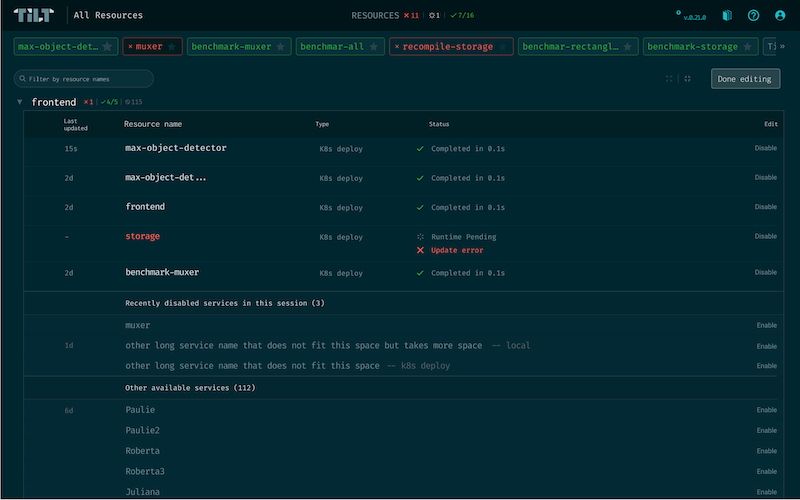 TILT All Resources RESOURCES × 11 1 ✓ 7/16 v.0.21.0
max-object-det… × muxer benchmark-muxer benchmar-all × recompile-storage benchmar-rectangl… benchmark-storage Ti »
Filter by resource names Done editing
▼ frontend × 1 ✓ 4/5 115
Last updated Resource name Type Status Edit
15s max-object-detector K8s deploy ✓ Completed in 0.1s Disable
2d max-object-det... K8s deploy ✓ Completed in 0.1s Disable
2d frontend K8s deploy ✓ Completed in 0.1s Disable
– storage K8s deploy Runtime Pending Disable
× Update error
2d benchmark-muxer K8s deploy ✓ Completed in 0.1s Disable
Recently disabled services in this session (3)
muxer Enable
1d other long service name that does not fit this space but takes more space -- local Enable
other long service name that does not fit this space -- k8s deploy Enable
Other available services (112)
6d Paulie Enable
Paulie2 Enable
Roberta Enable
Roberta3 Enable
Juliana Enable